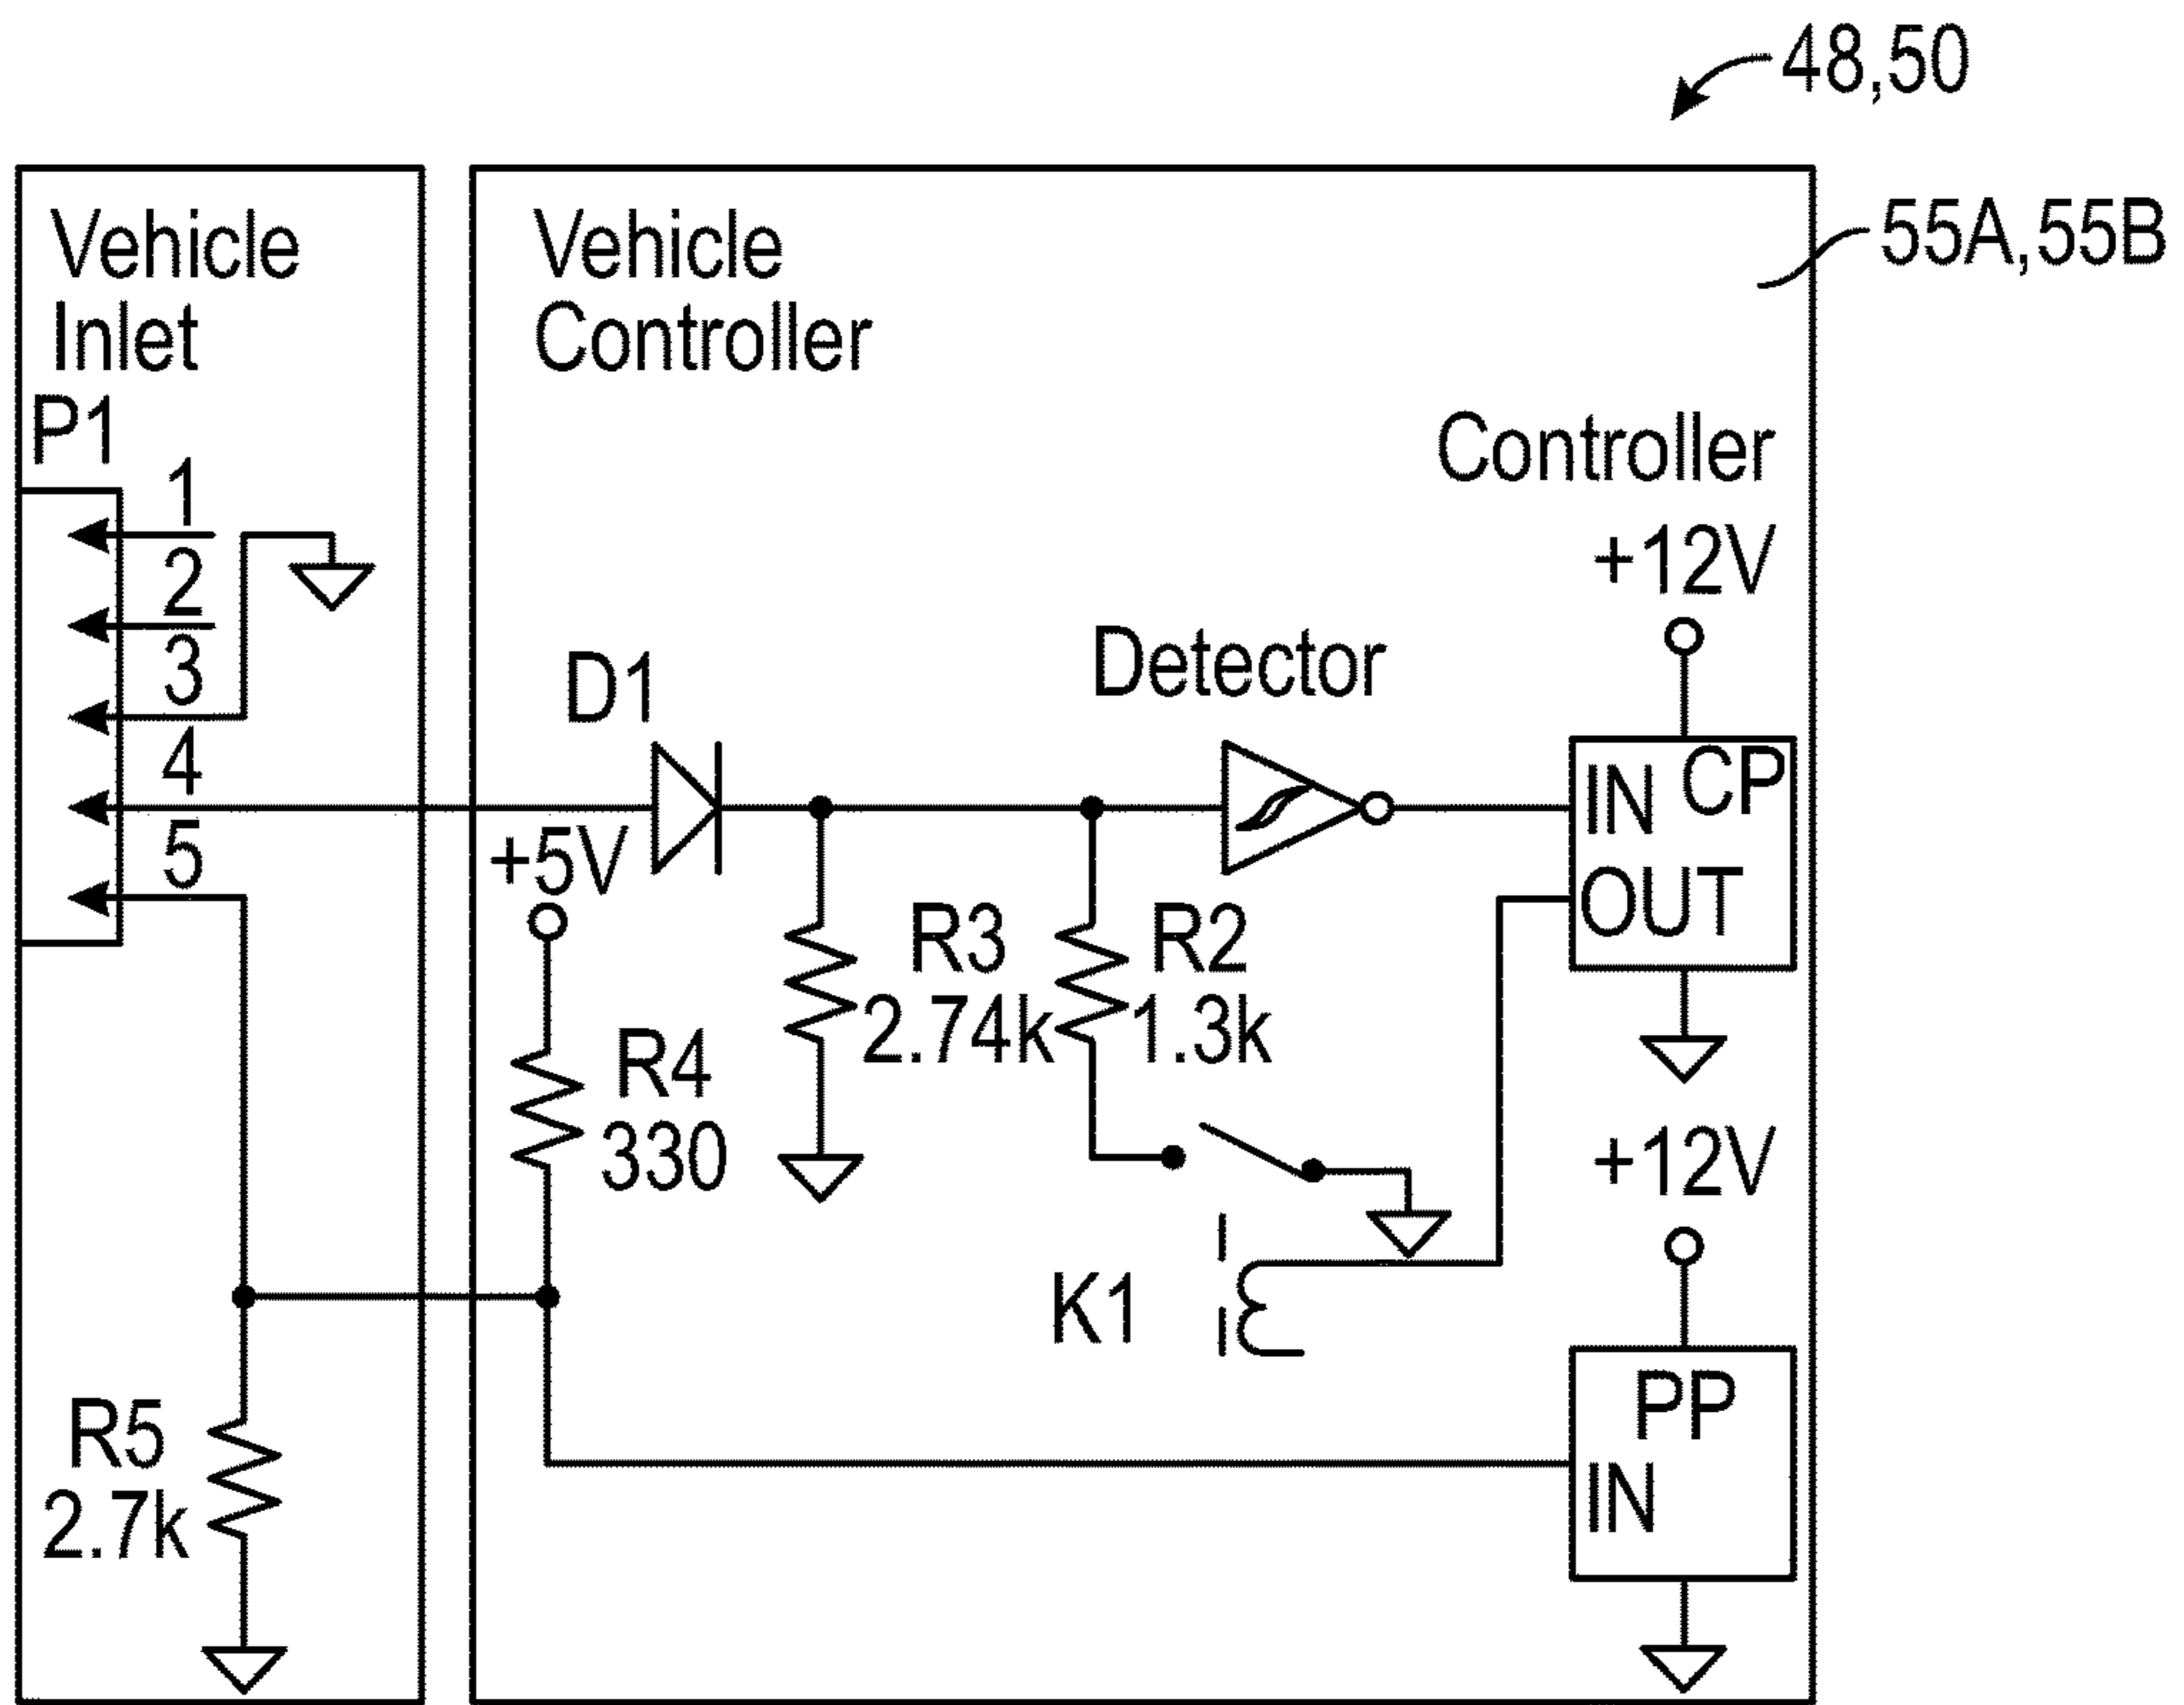 48,50
55A,55B
Vehicle
Inlet
P1
1
2
3
4
5
R5
2.7k
Vehicle
Controller
D1
+5V
R4
330
R3
2.74k
R2
1.3k
Detector
K1
Controller
+12V
IN CP
OUT
+12V
PP
IN